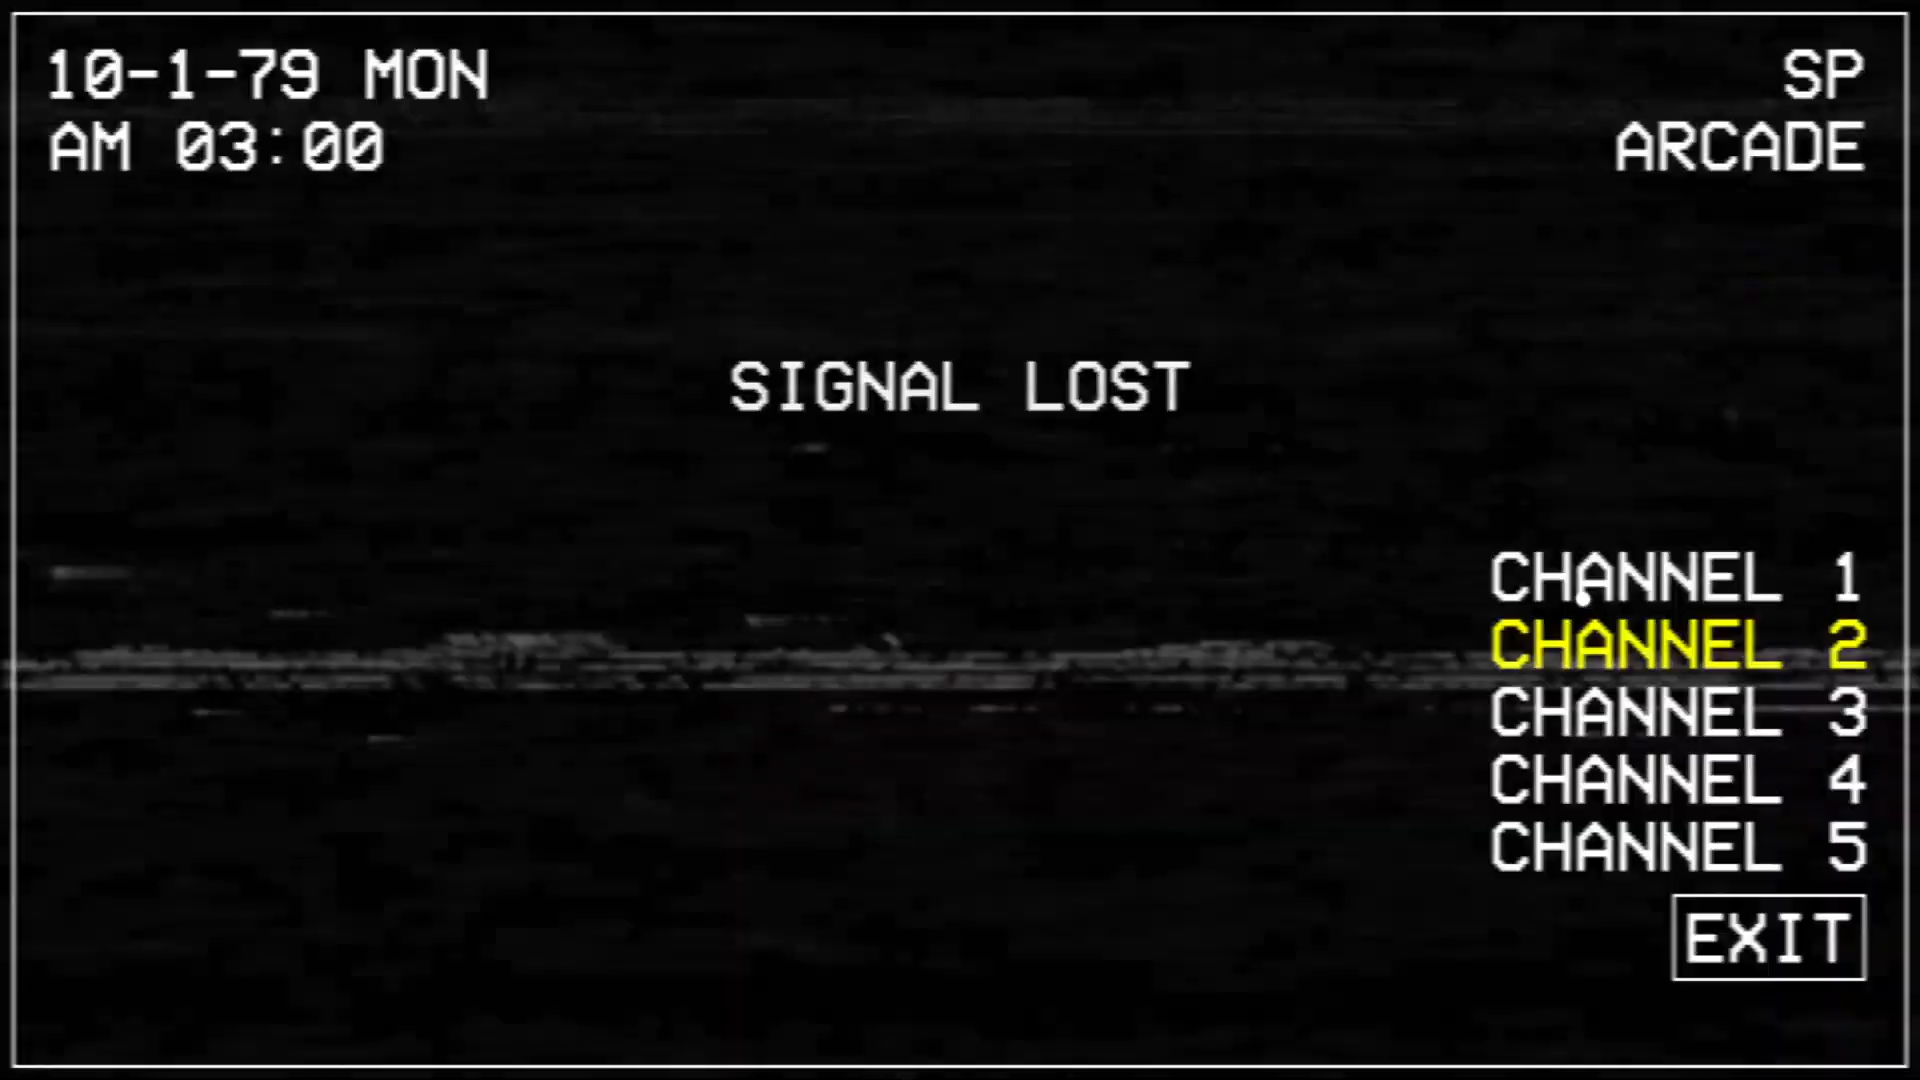 10-1-79 MON
AM 03:00
SP
ARCADE
SIGNAL LOST
CHANNEL 1
CHANNEL 2
CHANNEL 3
CHANNEL 4
CHANNEL 5
EXIT